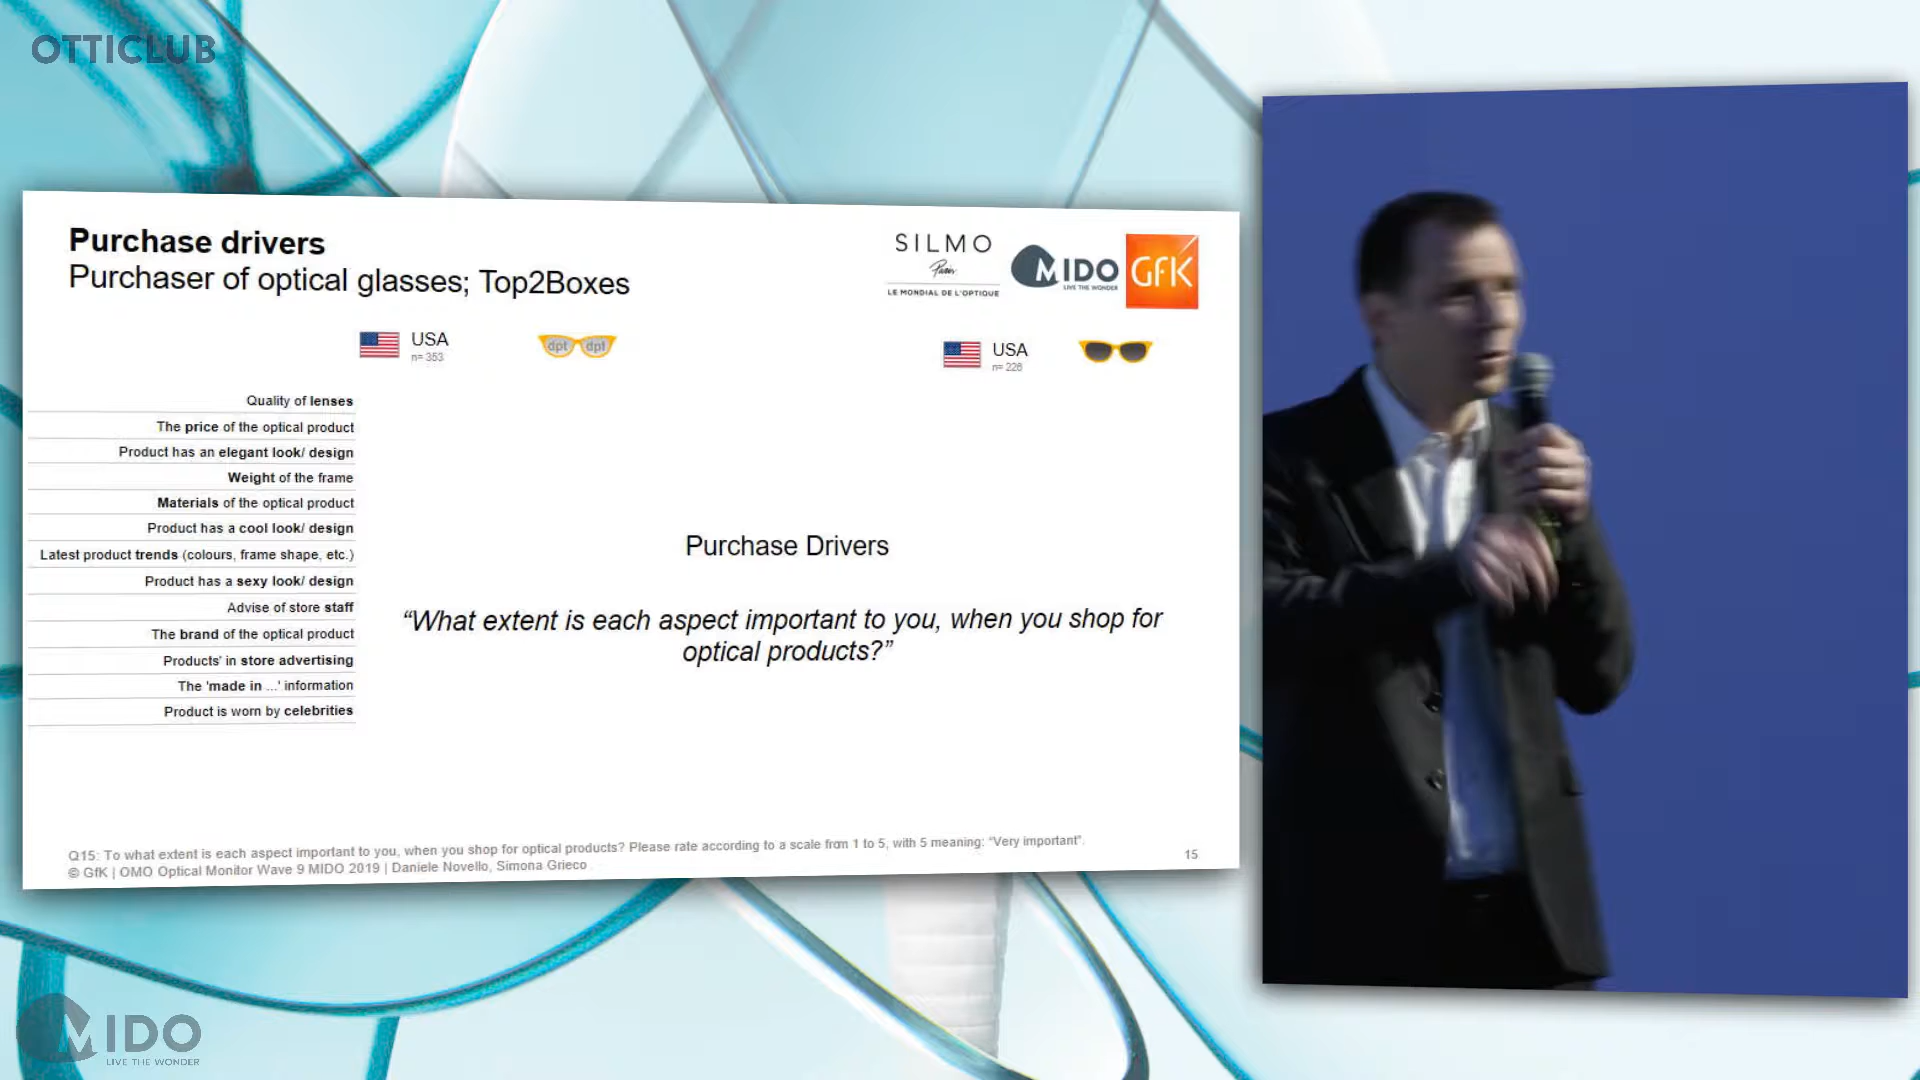 OTTICLUB
Purchase drivers
Purchaser of optical glasses; Top2Boxes
SILMO
Paris
LE MONDIAL DE L'OPTIQUE
MIDO
LIVE THE WONDER
GFK
USA
n= 353
dpt dpt
USA
n= 226
Quality of lenses
The price of the optical product
Product has an elegant look/ design
Weight of the frame
Materials of the optical product
Product has a cool look/ design
Latest product trends (colours, frame shape, etc.)
Product has a sexy look/ design
Advise of store staff
The brand of the optical product
Products' in store advertising
The 'made in ...' information
Product is worn by celebrities
Purchase Drivers
“What extent is each aspect important to you, when you shop for
optical products?”
Q15: To what extent is each aspect important to you, when you shop for optical products? Please rate according to a scale from 1 to 5, with 5 meaning: “Very important”.
© GfK | OMO Optical Monitor Wave 9 MIDO 2019 | Daniele Novello, Simona Grieco
15
MIDO
LIVE THE WONDER